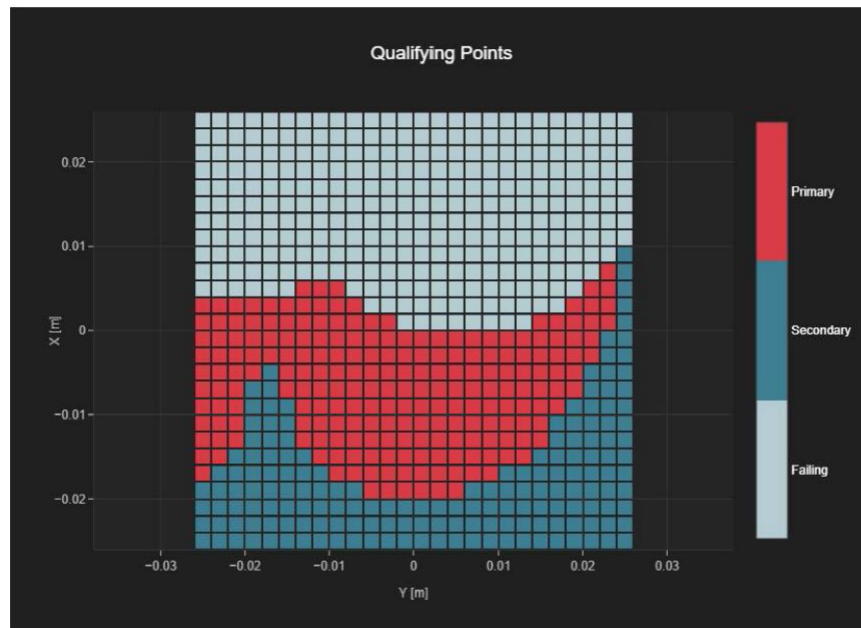 Qualifying Points
0.02
0.01
0
−0.01
−0.02
X [m]
−0.03
−0.02
−0.01
0
0.01
0.02
0.03
Y [m]
Primary
Secondary
Failing